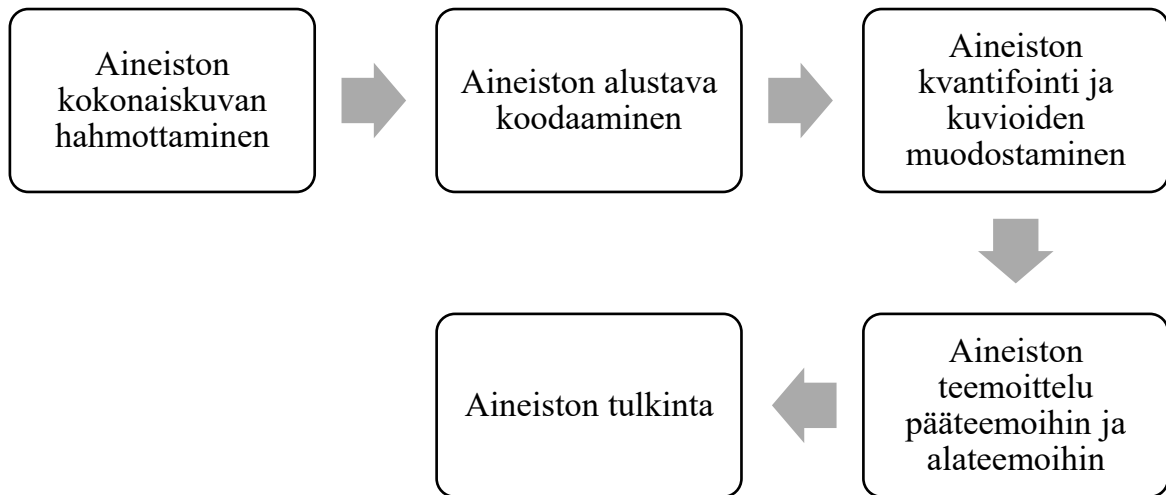 Aineiston
kokonaiskuvan
hahmottaminen
Aineiston alustava
koodaaminen
Aineiston
kvantifointi ja
kuvioiden
muodostaminen
Aineiston
teemoittelu
pääteemoihin ja
alateemoihin
Aineiston tulkinta